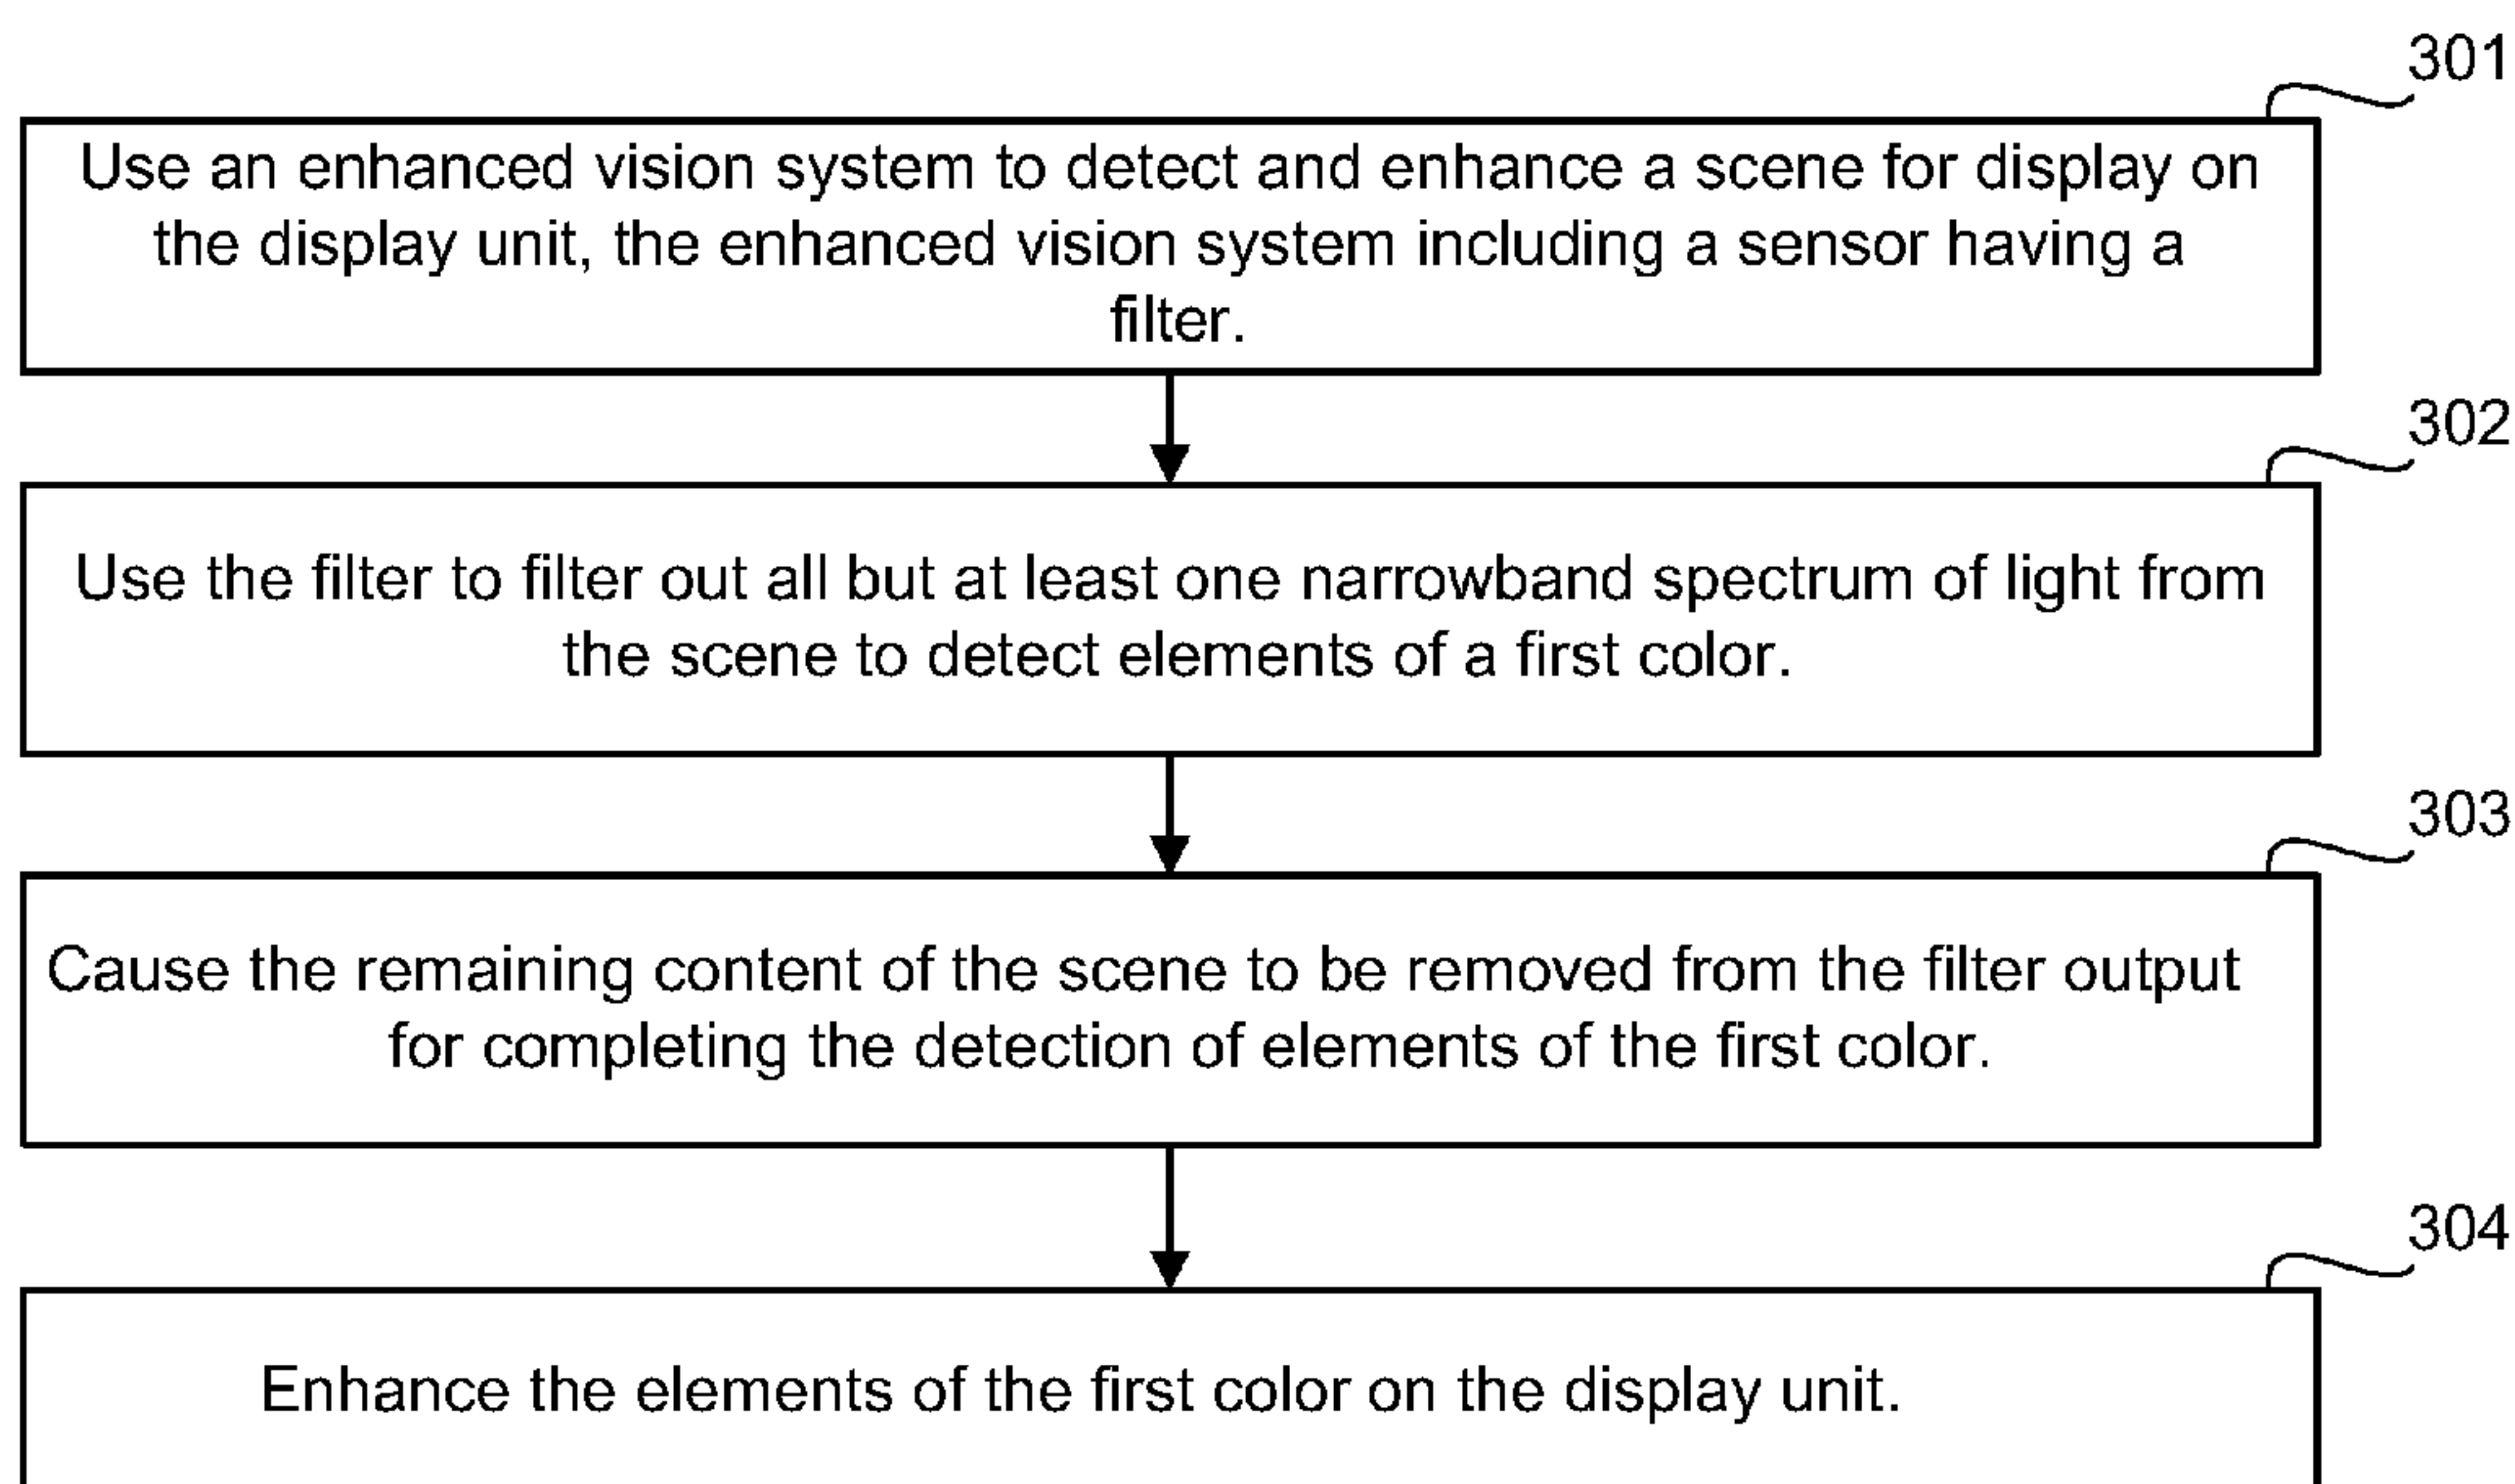 301
Use an enhanced vision system to detect and enhance a scene for display on
the display unit, the enhanced vision system including a sensor having a
filter.
302
Use the filter to filter out all but at least one narrowband spectrum of light from
the scene to detect elements of a first color.
303
Cause the remaining content of the scene to be removed from the filter output
for completing the detection of elements of the first color.
304
Enhance the elements of the first color on the display unit.